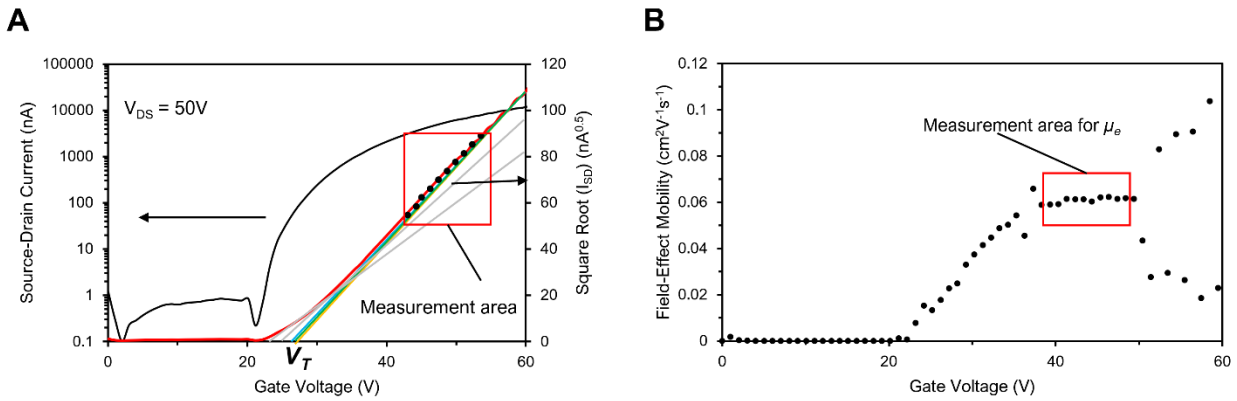 A
B
Source-Drain Current (nA)
100000
10000
1000
100
10
1
0.1
V_DS = 50V
Measurement area
V_T
0
20
40
60
Gate Voltage (V)
120
100
80
60
40
20
0
Square Root (I_SD) (nA^0.5)
Field-Effect Mobility (cm²V⁻¹s⁻¹)
0.12
0.1
0.08
0.06
0.04
0.02
0
Measurement area for μ_e
0
20
40
60
Gate Voltage (V)